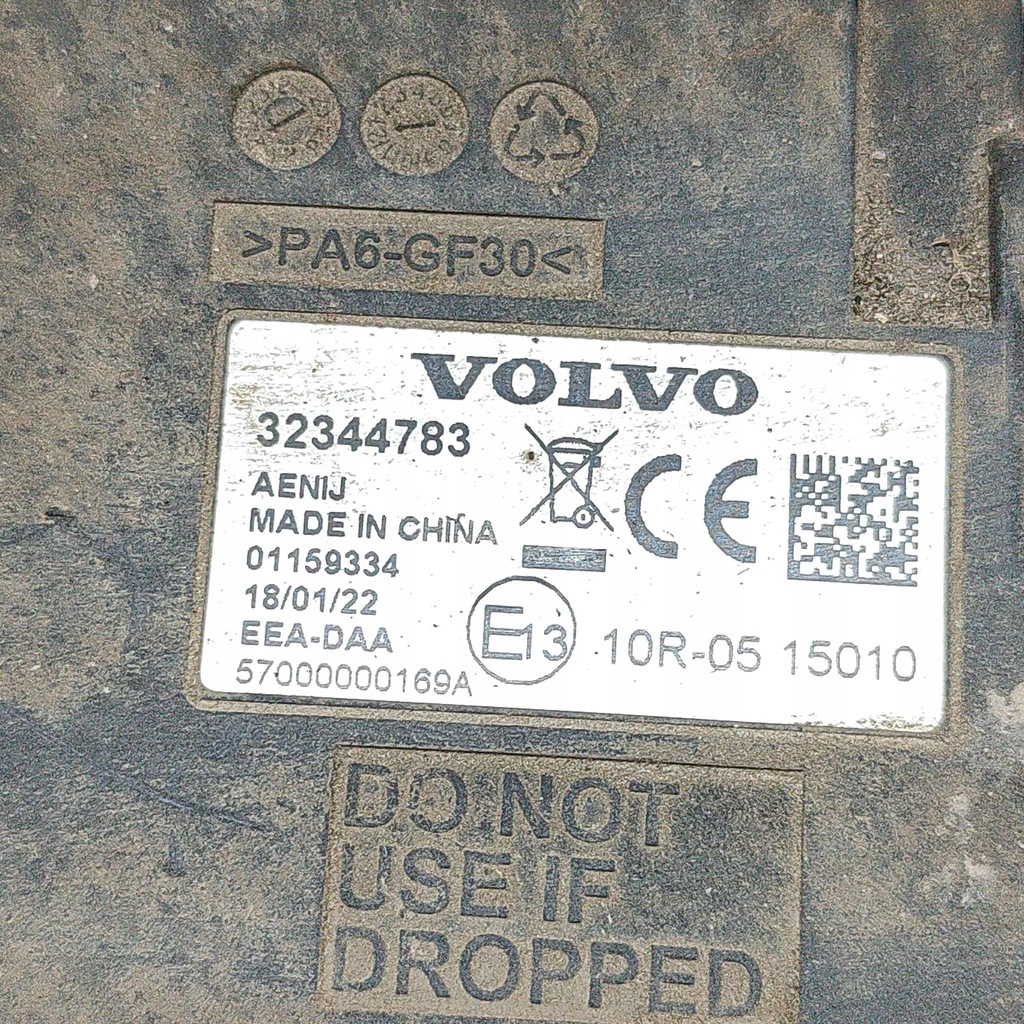 >PA6-GF30<
VOLVO
32344783
AENIJ
MADE IN CHINA
01159334
18/01/22
EEA-DAA
57000000169A
CE
E13 10R-05 15010
DO NOT
USE IF
DROPPED